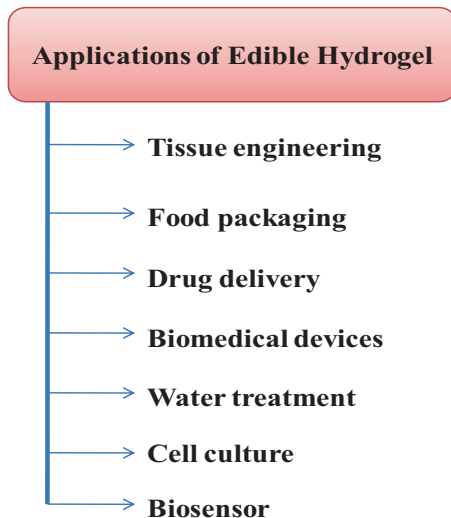 Applications of Edible Hydrogel
Tissue engineering
Food packaging
Drug delivery
Biomedical devices
Water treatment
Cell culture
Biosensor